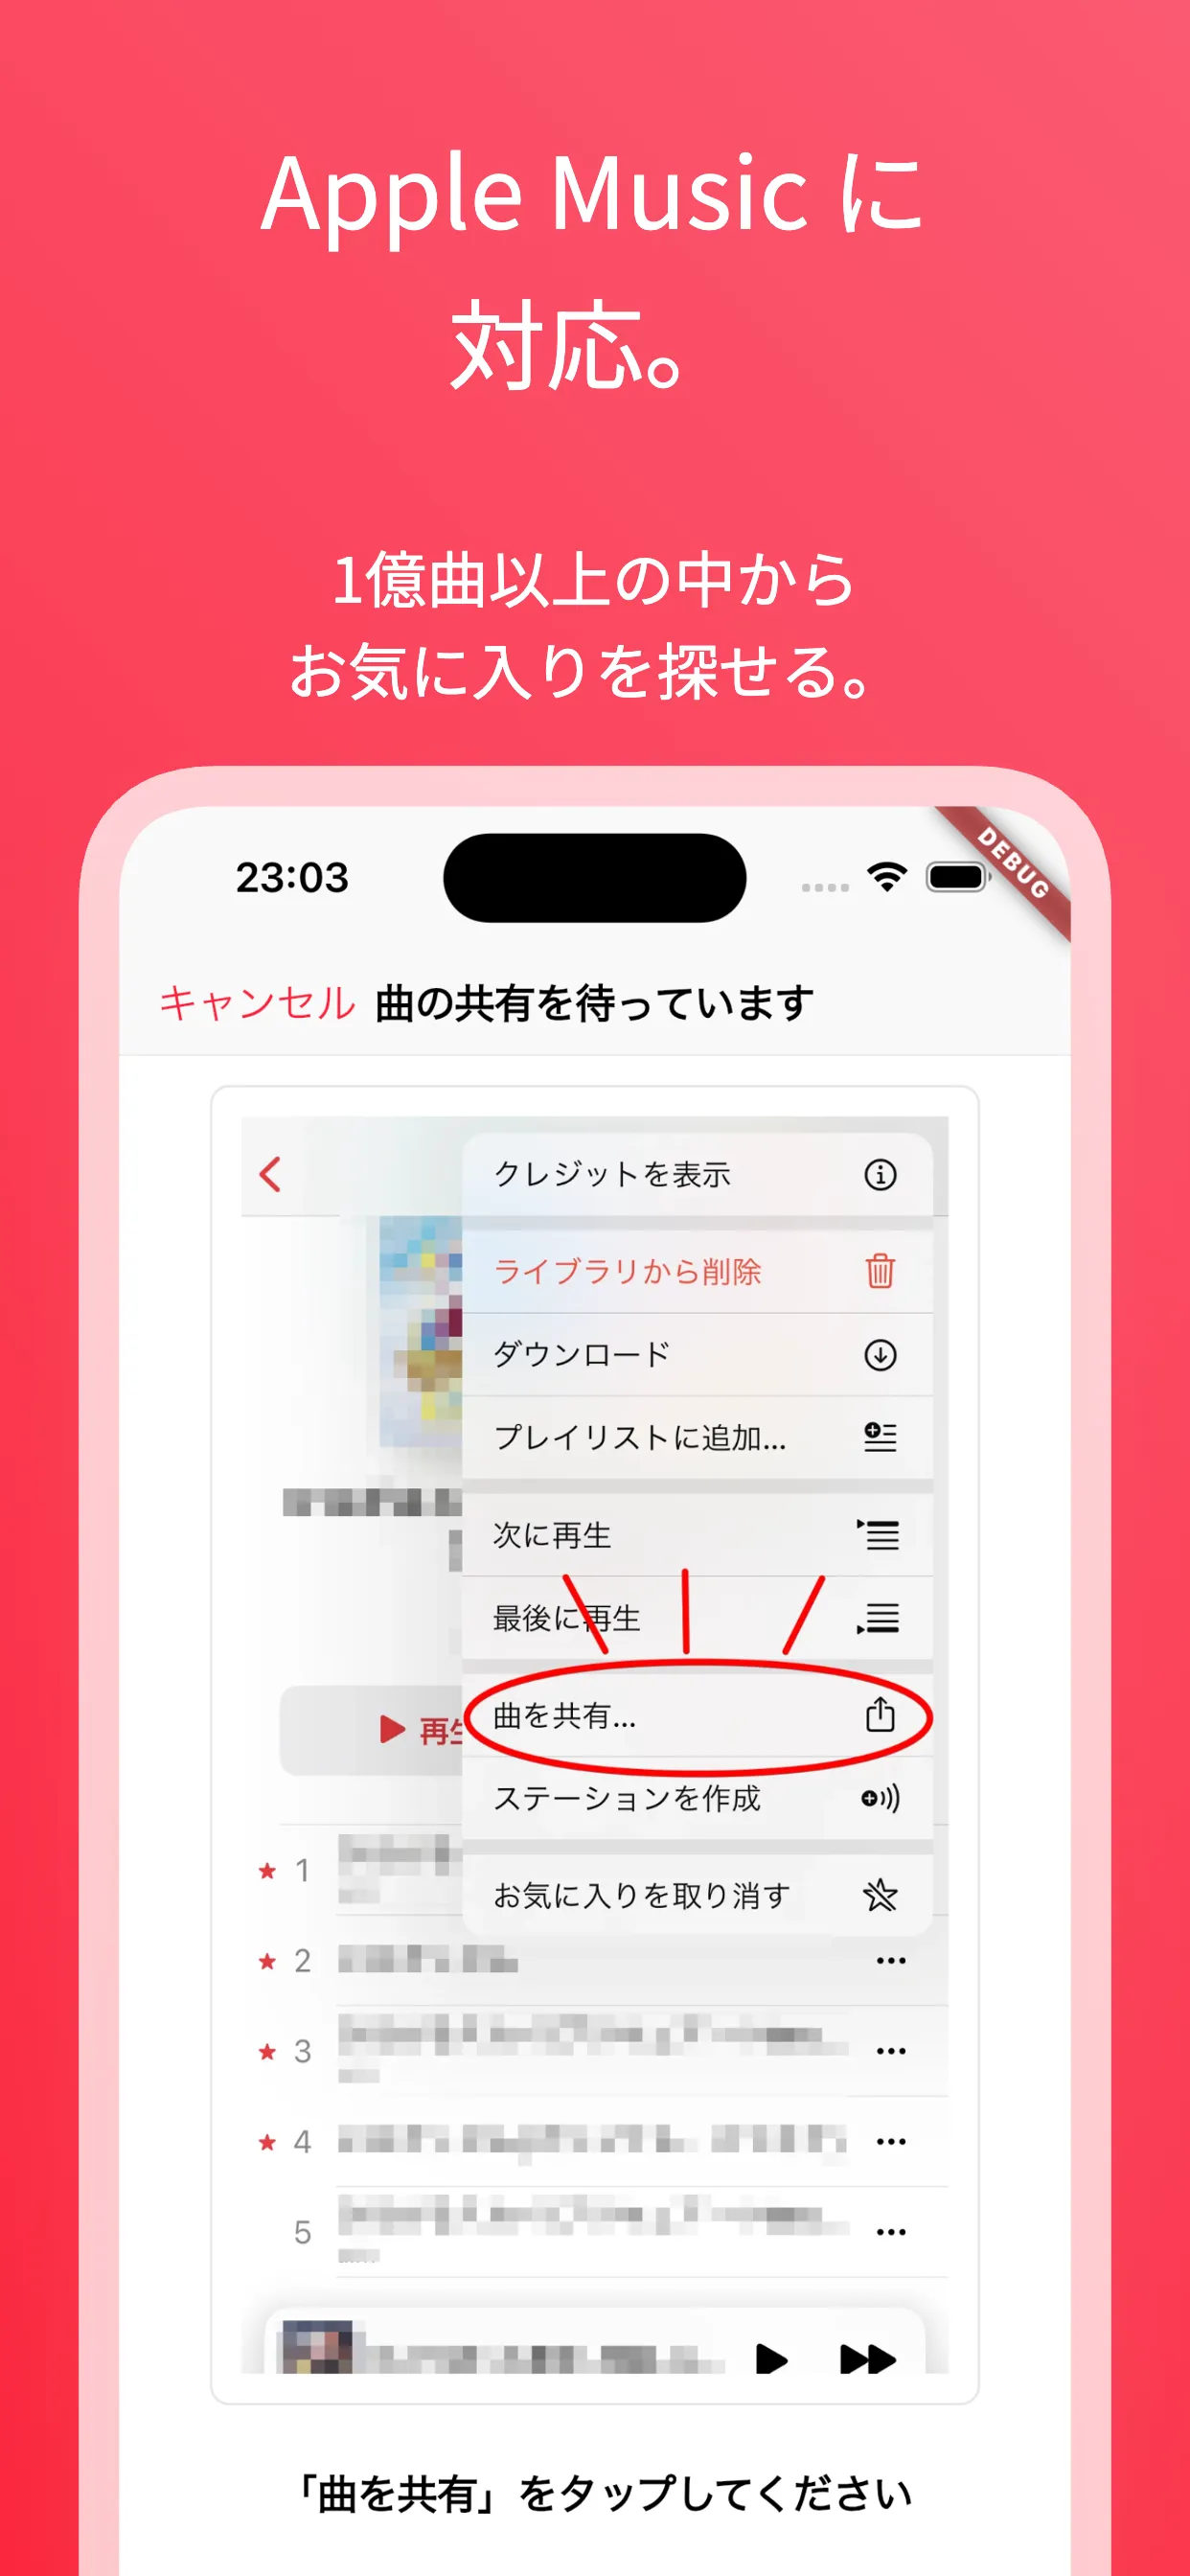 Apple Music に
対応。
1億曲以上の中から
お気に入りを探せる。
23:03
DEBUG
キャンセル 曲の共有を待っています
クレジットを表示
ライブラリから削除
ダウンロード
プレイリストに追加...
次に再生
最後に再生
再生
曲を共有...
ステーションを作成
お気に入りを取り消す
1
2
3
4
5
「曲を共有」をタップしてください